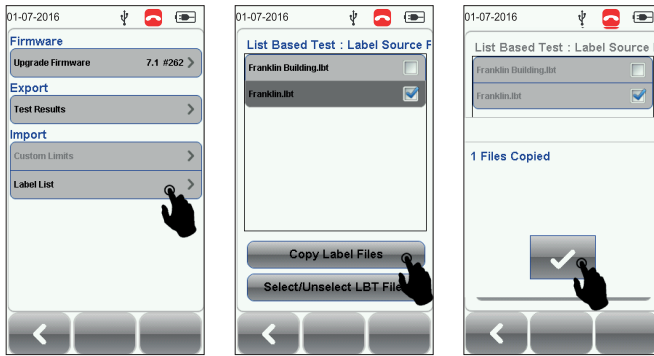 01-07-2016
Firmware
Upgrade Firmware 7.1 #262
Export
Test Results
Import
Custom Limits
Label List
01-07-2016
List Based Test : Label Source F
Franklin Building.lbt
Franklin.lbt
Copy Label Files
Select/Unselect LBT File
01-07-2016
List Based Test : Label Source
Franklin Building.lbt
Franklin.lbt
1 Files Copied